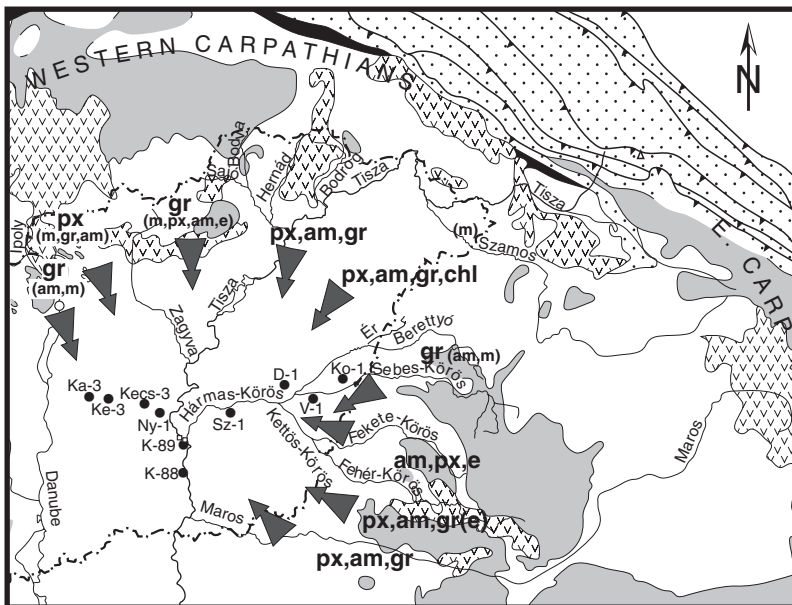 WESTERN CARPATHIANS
N
E. CARP
Sajó
Bodva
Hernád
Bodrog
Tisza
Tisza
Ipoly
px
(m,gr,am)
gr
(m,px,am,e)
px,am,gr
(m)
Szamos
gr
(am,m)
px,am,gr,chl
Zagyva
Tisza
Ér
Berettyó
gr (am,m)
Ka-3
Ke-3
Kecs-3
Ny-1
Hármas-Körös
D-1
Ko-1
Sebes-Körös
Sz-1
V-1
K-89
K-88
Kettös-Körös
Fekete-Körös
Fehér-Körös
am,px,e
Maros
Danube
Maros
px,am,gr(e)
px,am,gr